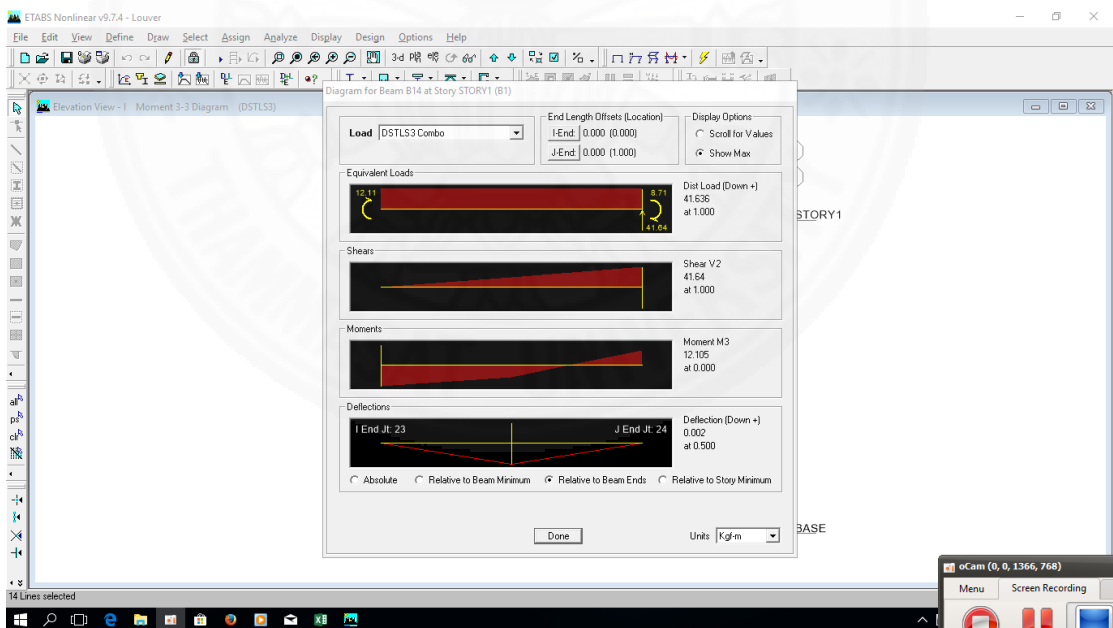 ETABS Nonlinear v9.7.4 - Louver
File Edit View Define Draw Select Assign Analyze Display Design Options Help
3-d
Elevation View - I Moment 3-3 Diagram (DSTLS3)
Diagram for Beam B14 at Story STORY1 (B1)
Load DSTLS3 Combo
End Length Offsets (Location)
I-End: 0.000 (0.000)
J-End: 0.000 (1.000)
Display Options
Scroll for Values
Show Max
Equivalent Loads
12.11
8.71
41.64
Dist Load (Down +)
41.636
at 1.000
STORY1
Shears
Shear V2
41.64
at 1.000
Moments
Moment M3
12.105
at 0.000
Deflections
I End Jt: 23
J End Jt: 24
Deflection (Down +)
0.002
at 0.500
Absolute Relative to Beam Minimum Relative to Beam Ends Relative to Story Minimum
Done
Units Kgf-m
BASE
all
ps
clr
14 Lines selected
oCam (0, 0, 1366, 768)
Menu Screen Recording